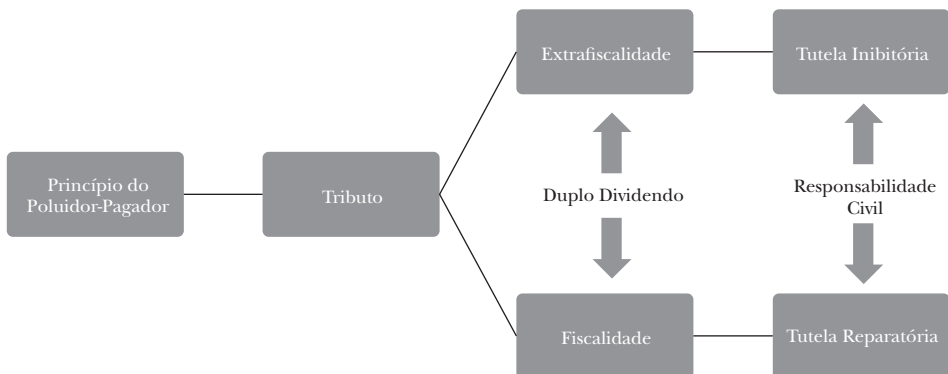 Extrafiscalidade
Tutela Inibitória
Princípio do
Poluidor-Pagador
Tributo
Duplo Dividendo
Responsabilidade
Civil
Fiscalidade
Tutela Reparatória